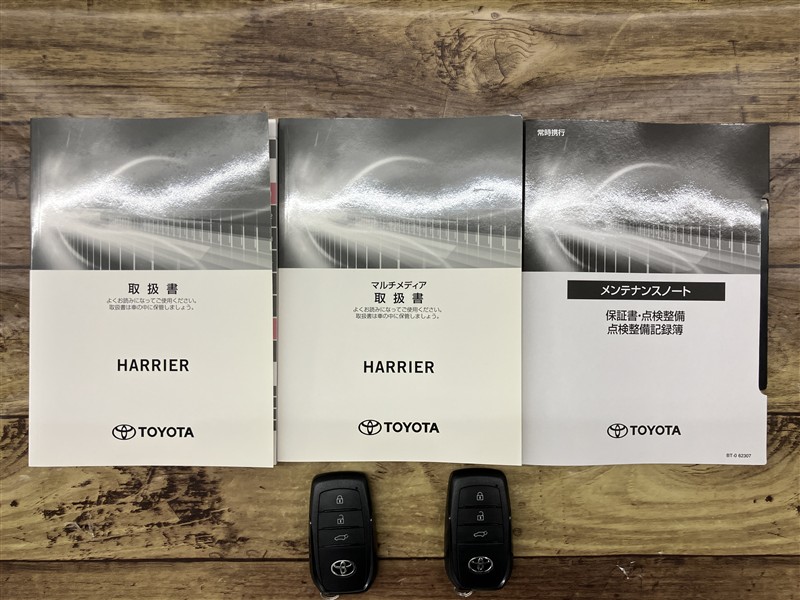 取扱書
よくお読みになってご使用ください。
取扱書は車の中に保管しましょう。
HARRIER
TOYOTA
マルチメディア
取扱書
よくお読みになってご使用ください。
取扱書は車の中に保管しましょう。
HARRIER
TOYOTA
常時携行
メンテナンスノート
保証書・点検整備
点検整備記録簿
TOYOTA
BT-0 62307